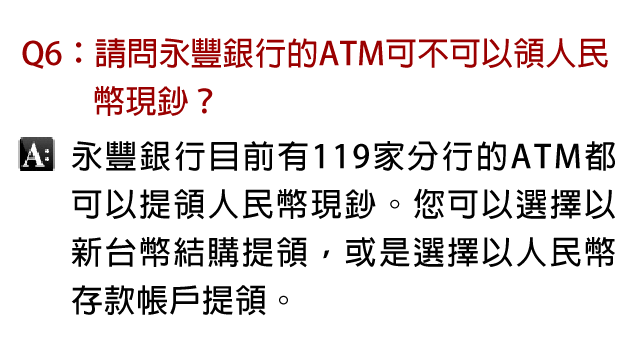 Q6：請問永豐銀行的ATM可不可以領人民
幣現鈔？
A: 永豐銀行目前有119家分行的ATM都
可以提領人民幣現鈔。您可以選擇以
新台幣結購提領，或是選擇以人民幣
存款帳戶提領。